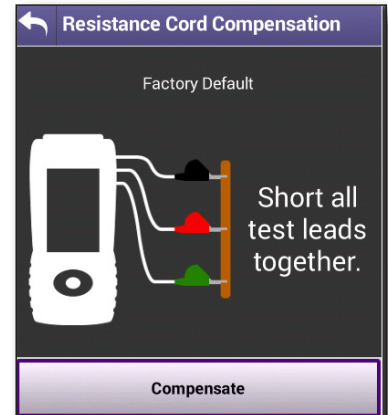 Resistance Cord Compensation
Factory Default
Short all
test leads
together.
Compensate